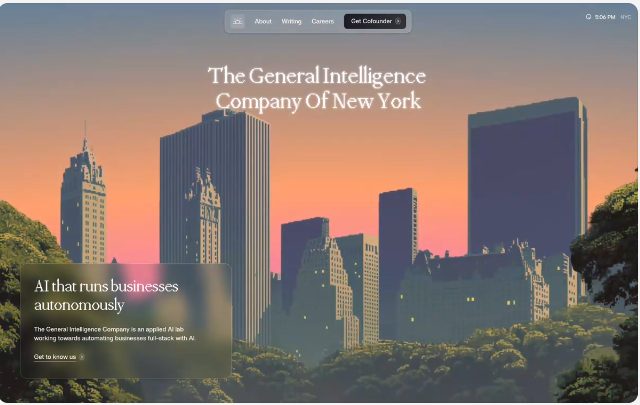 About Writing Careers Get Cofounder
5:06 PM NYC
The General Intelligence
Company Of New York
AI that runs businesses
autonomously
The General Intelligence Company is an applied AI lab
working towards automating businesses full-stack with AI.
Get to know us